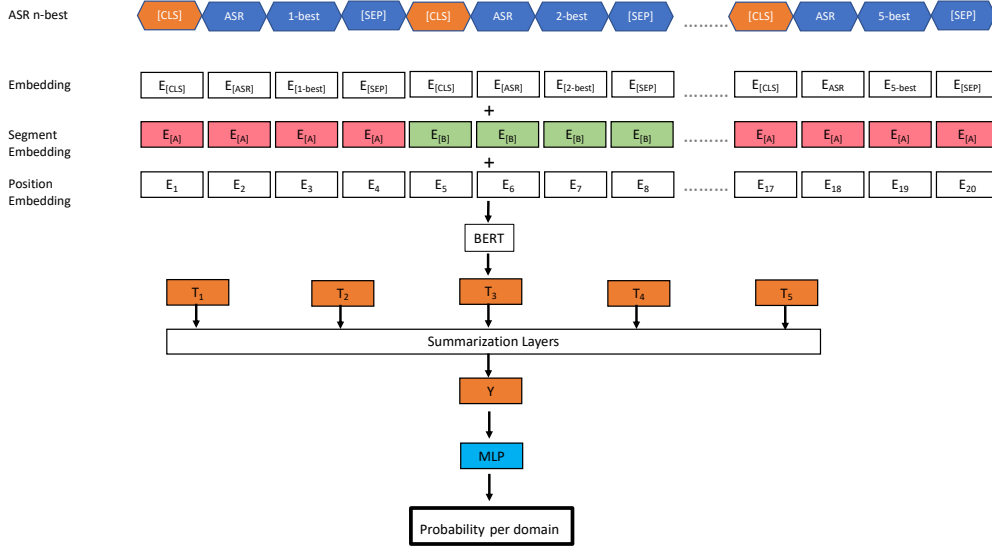 ASR n-best [CLS] ASR 1-best [SEP] [CLS] ASR 2-best [SEP] ......... [CLS] ASR 5-best [SEP]
Embedding E[CLS] E[ASR] E[1-best] E[SEP] E[CLS] E[ASR] E[2-best] E[SEP] ......... E[CLS] EASR E5-best E[SEP]
+
Segment Embedding E[A] E[A] E[A] E[A] E[B] E[B] E[B] E[B] ......... E[A] E[A] E[A] E[A]
+
Position Embedding E1 E2 E3 E4 E5 E6 E7 E8 ......... E17 E18 E19 E20
BERT
T1 T2 T3 T4 T5
Summarization Layers
Y
MLP
Probability per domain